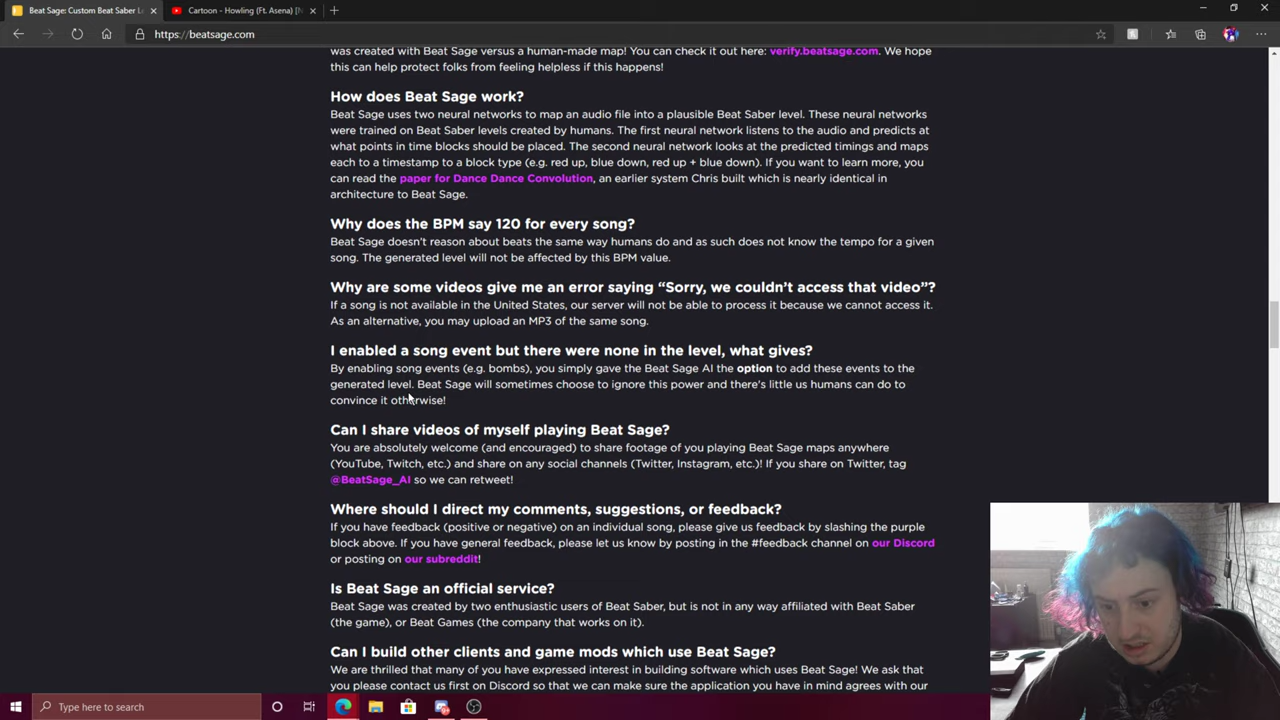 Beat Sage: Custom Beat Saber L
Cartoon - Howling (Ft. Asena) [N
https://beatsage.com
was created with Beat Sage versus a human-made map! You can check it out here: verify.beatsage.com. We hope
this can help protect folks from feeling helpless if this happens!
How does Beat Sage work?
Beat Sage uses two neural networks to map an audio file into a plausible Beat Saber level. These neural networks
were trained on Beat Saber levels created by humans. The first neural network listens to the audio and predicts at
what points in time blocks should be placed. The second neural network looks at the predicted timings and maps
each to a timestamp to a block type (e.g. red up, blue down, red up + blue down). If you want to learn more, you
can read the paper for Dance Dance Convolution, an earlier system Chris built which is nearly identical in
architecture to Beat Sage.
Why does the BPM say 120 for every song?
Beat Sage doesn't reason about beats the same way humans do and as such does not know the tempo for a given
song. The generated level will not be affected by this BPM value.
Why are some videos give me an error saying “Sorry, we couldn’t access that video”?
If a song is not available in the United States, our server will not be able to process it because we cannot access it.
As an alternative, you may upload an MP3 of the same song.
I enabled a song event but there were none in the level, what gives?
By enabling song events (e.g. bombs), you simply gave the Beat Sage AI the option to add these events to the
generated level. Beat Sage will sometimes choose to ignore this power and there's little us humans can do to
convince it otherwise!
Can I share videos of myself playing Beat Sage?
You are absolutely welcome (and encouraged) to share footage of you playing Beat Sage maps anywhere
(YouTube, Twitch, etc.) and share on any social channels (Twitter, Instagram, etc.)! If you share on Twitter, tag
@BeatSage_AI so we can retweet!
Where should I direct my comments, suggestions, or feedback?
If you have feedback (positive or negative) on an individual song, please give us feedback by slashing the purple
block above. If you have general feedback, please let us know by posting in the #feedback channel on our Discord
or posting on our subreddit!
Is Beat Sage an official service?
Beat Sage was created by two enthusiastic users of Beat Saber, but is not in any way affiliated with Beat Saber
(the game), or Beat Games (the company that works on it).
Can I build other clients and game mods which use Beat Sage?
We are thrilled that many of you have expressed interest in building software which uses Beat Sage! We ask that
you please contact us first on Discord so that we can make sure the application you have in mind agrees with our
Type here to search